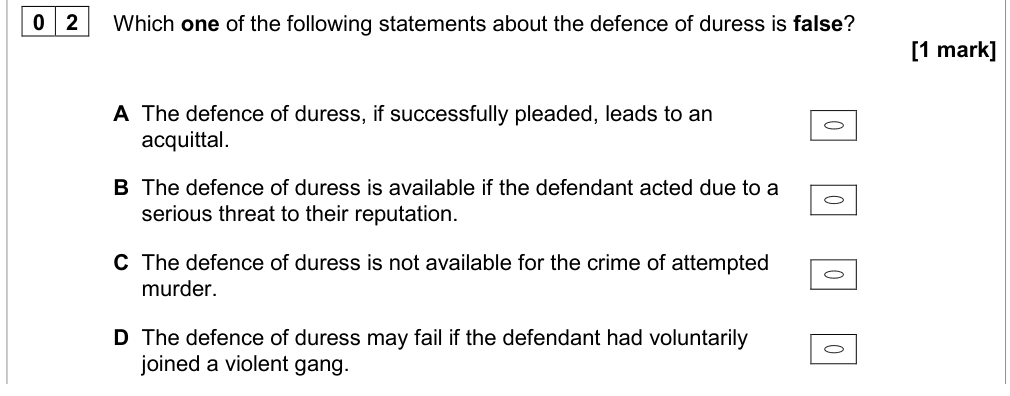 0 2 Which one of the following statements about the defence of duress is false?
[1 mark]
A The defence of duress, if successfully pleaded, leads to an
acquittal.
B The defence of duress is available if the defendant acted due to a
serious threat to their reputation.
C The defence of duress is not available for the crime of attempted
murder.
D The defence of duress may fail if the defendant had voluntarily
joined a violent gang.